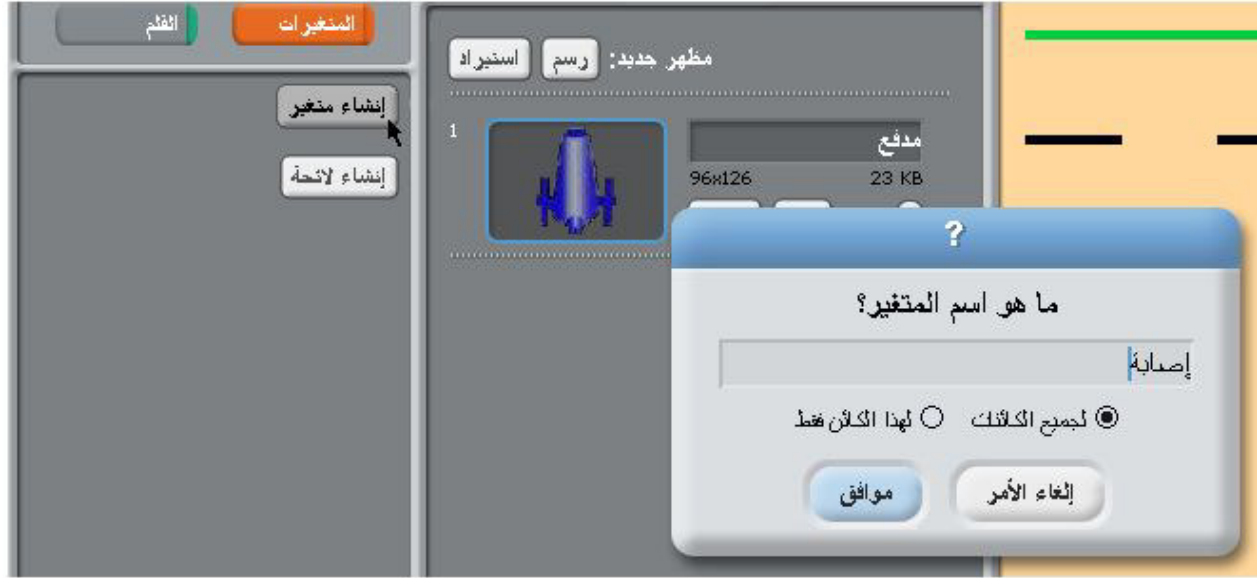 المتغيرات القلم
إنشاء متغير
إنشاء لائحة
مظهر جديد: رسم استيراد
1
مدفع
96x126 23 KB
?
ما هو اسم المتغير؟
إصابة
لجميع الكائنات لهذا الكائن فقط
إلغاء الأمر موافق